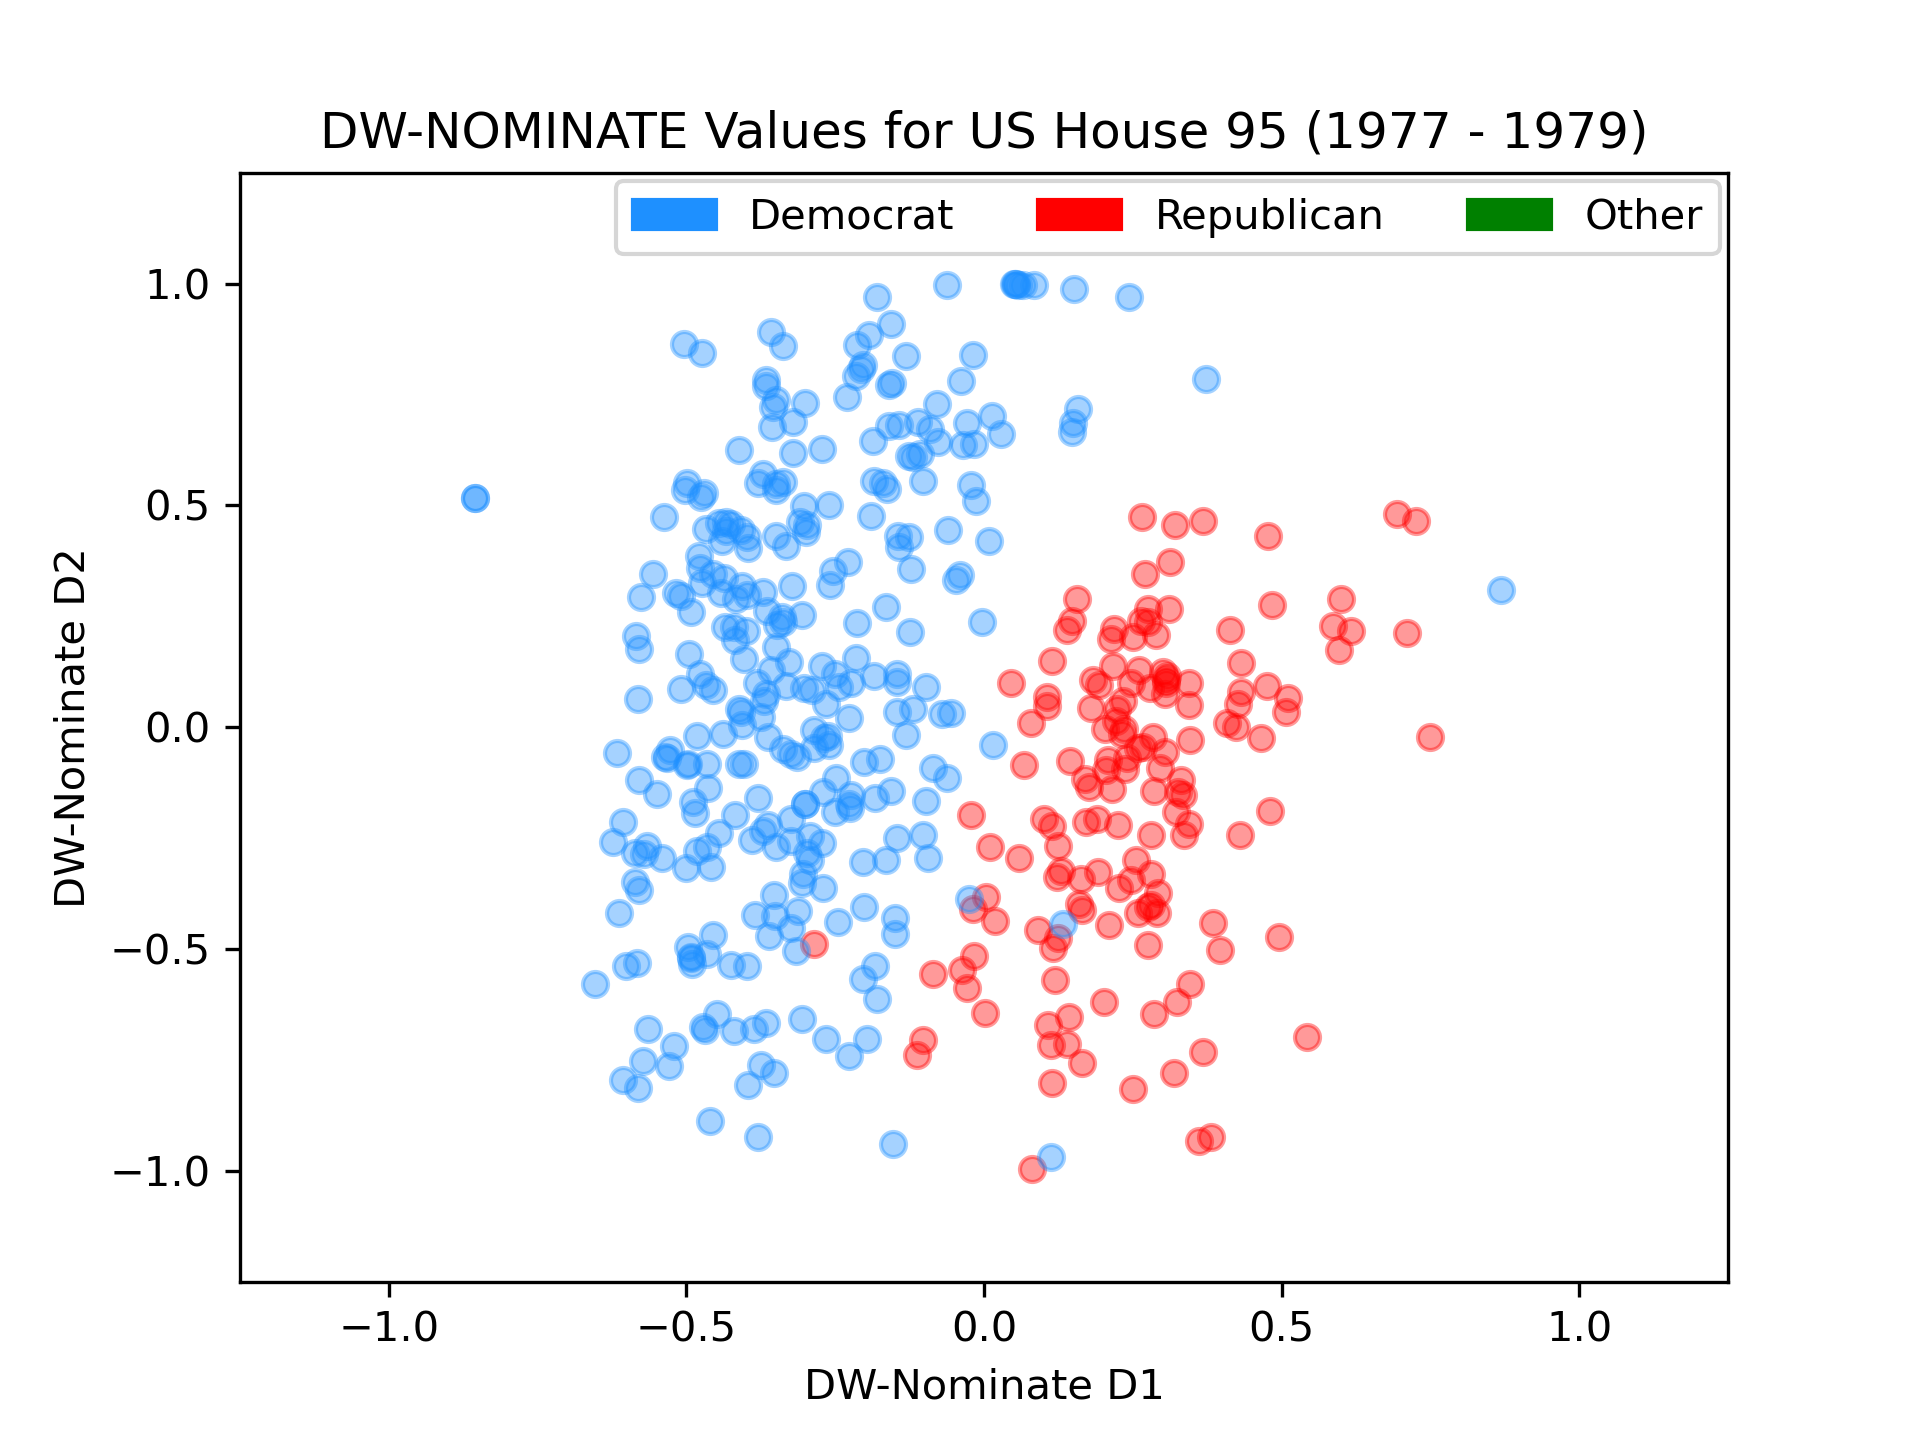 DW-NOMINATE Values for US House 95 (1977 - 1979)
Democrat Republican Other
1.0
0.5
0.0
−0.5
−1.0
DW-Nominate D2
−1.0 −0.5 0.0 0.5 1.0
DW-Nominate D1